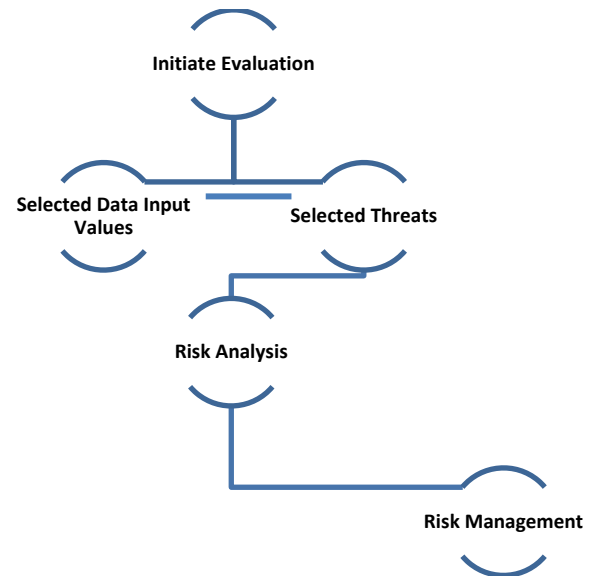 Initiate Evaluation
Selected Data Input
Values
Selected Threats
Risk Analysis
Risk Management